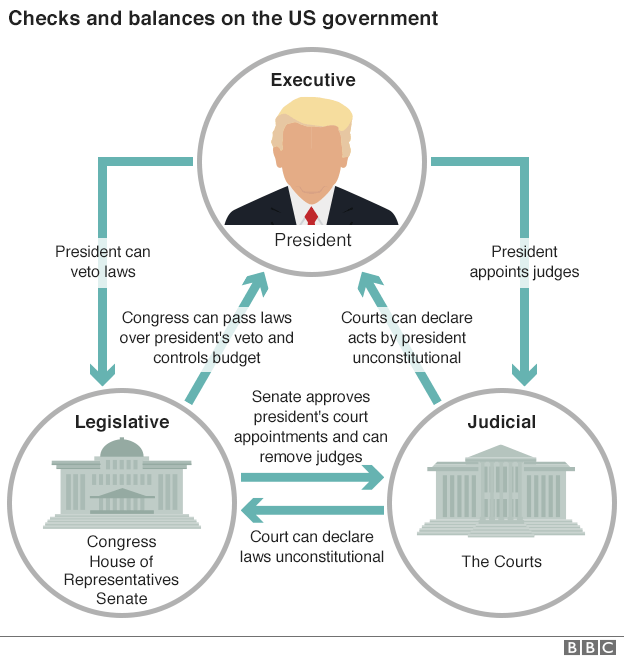 Checks and balances on the US government
Executive
President
President can
veto laws
President
appoints judges
Congress can pass laws
over president's veto and
controls budget
Courts can declare
acts by president
unconstitutional
Senate approves
president's court
appointments and can
remove judges
Legislative
Judicial
Court can declare
laws unconstitutional
Congress
House of
Representatives
Senate
The Courts
BBC